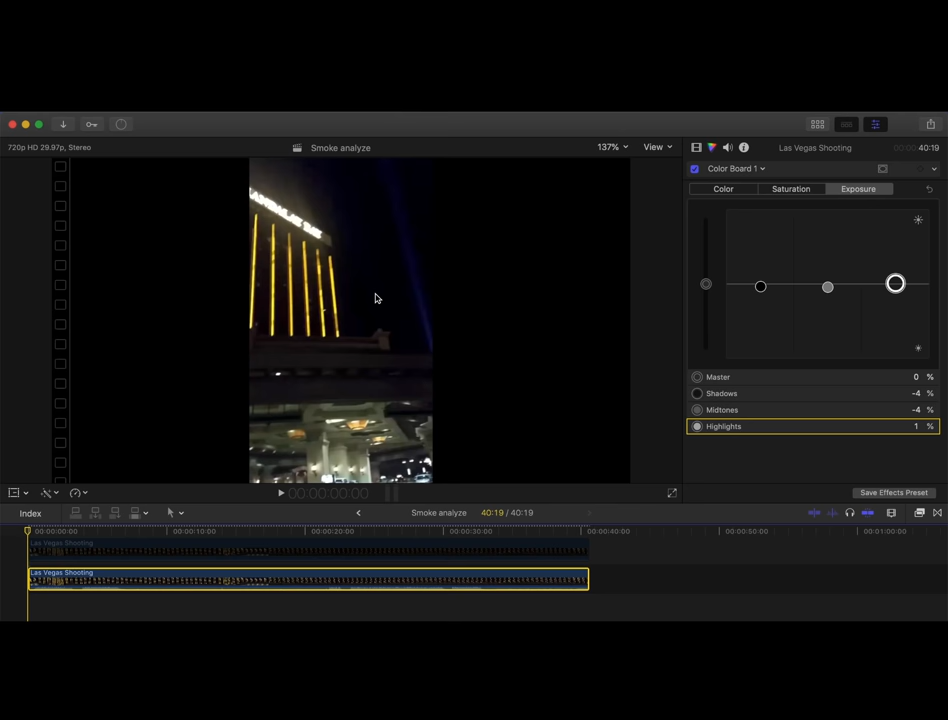 720p HD 29.97p, Stereo
Smoke analyze
137%
View
Las Vegas Shooting
00:00:40:19
Color Board 1
Color
Saturation
Exposure
MANDALAY BAY
Master 0 %
Shadows -4 %
Midtones -4 %
Highlights 1 %
00:00:00:00
Save Effects Preset
Index
Smoke analyze
40:19 / 40:19
00:00:00:00
00:00:10:00
00:00:20:00
00:00:30:00
00:00:40:00
00:00:50:00
00:01:00:00
Las Vegas Shooting
Las Vegas Shooting